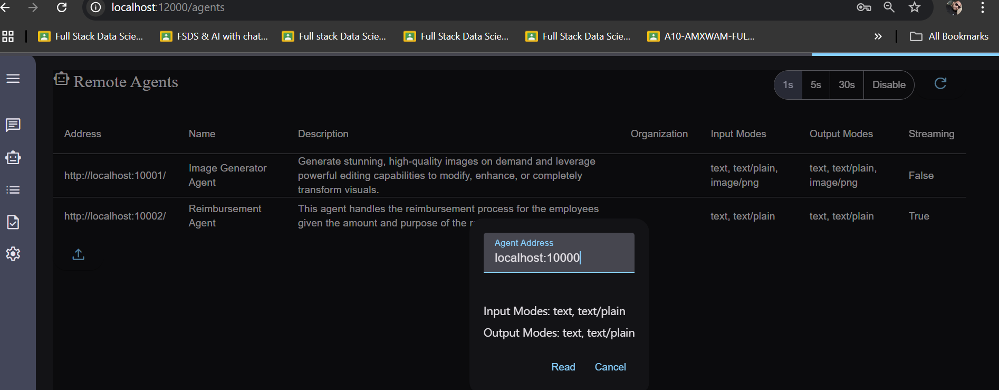 localhost:12000/agents
Full Stack Data Scie...
FSDS & AI with chat...
Full stack Data Scie...
Full Stack Data Scie...
Full Stack Data Scie...
A10-AMXWAM-FUL...
All Bookmarks
Remote Agents
1s
5s
30s
Disable
Address
Name
Description
Organization
Input Modes
Output Modes
Streaming
http://localhost:10001/
Image Generator
Agent
Generate stunning, high-quality images on demand and leverage
powerful editing capabilities to modify, enhance, or completely
transform visuals.
text, text/plain,
image/png
text, text/plain,
image/png
False
http://localhost:10002/
Reimbursement
Agent
This agent handles the reimbursement process for the employees
given the amount and purpose of the
text, text/plain
text, text/plain
True
Agent Address
localhost:10000
Input Modes: text, text/plain
Output Modes: text, text/plain
Read
Cancel